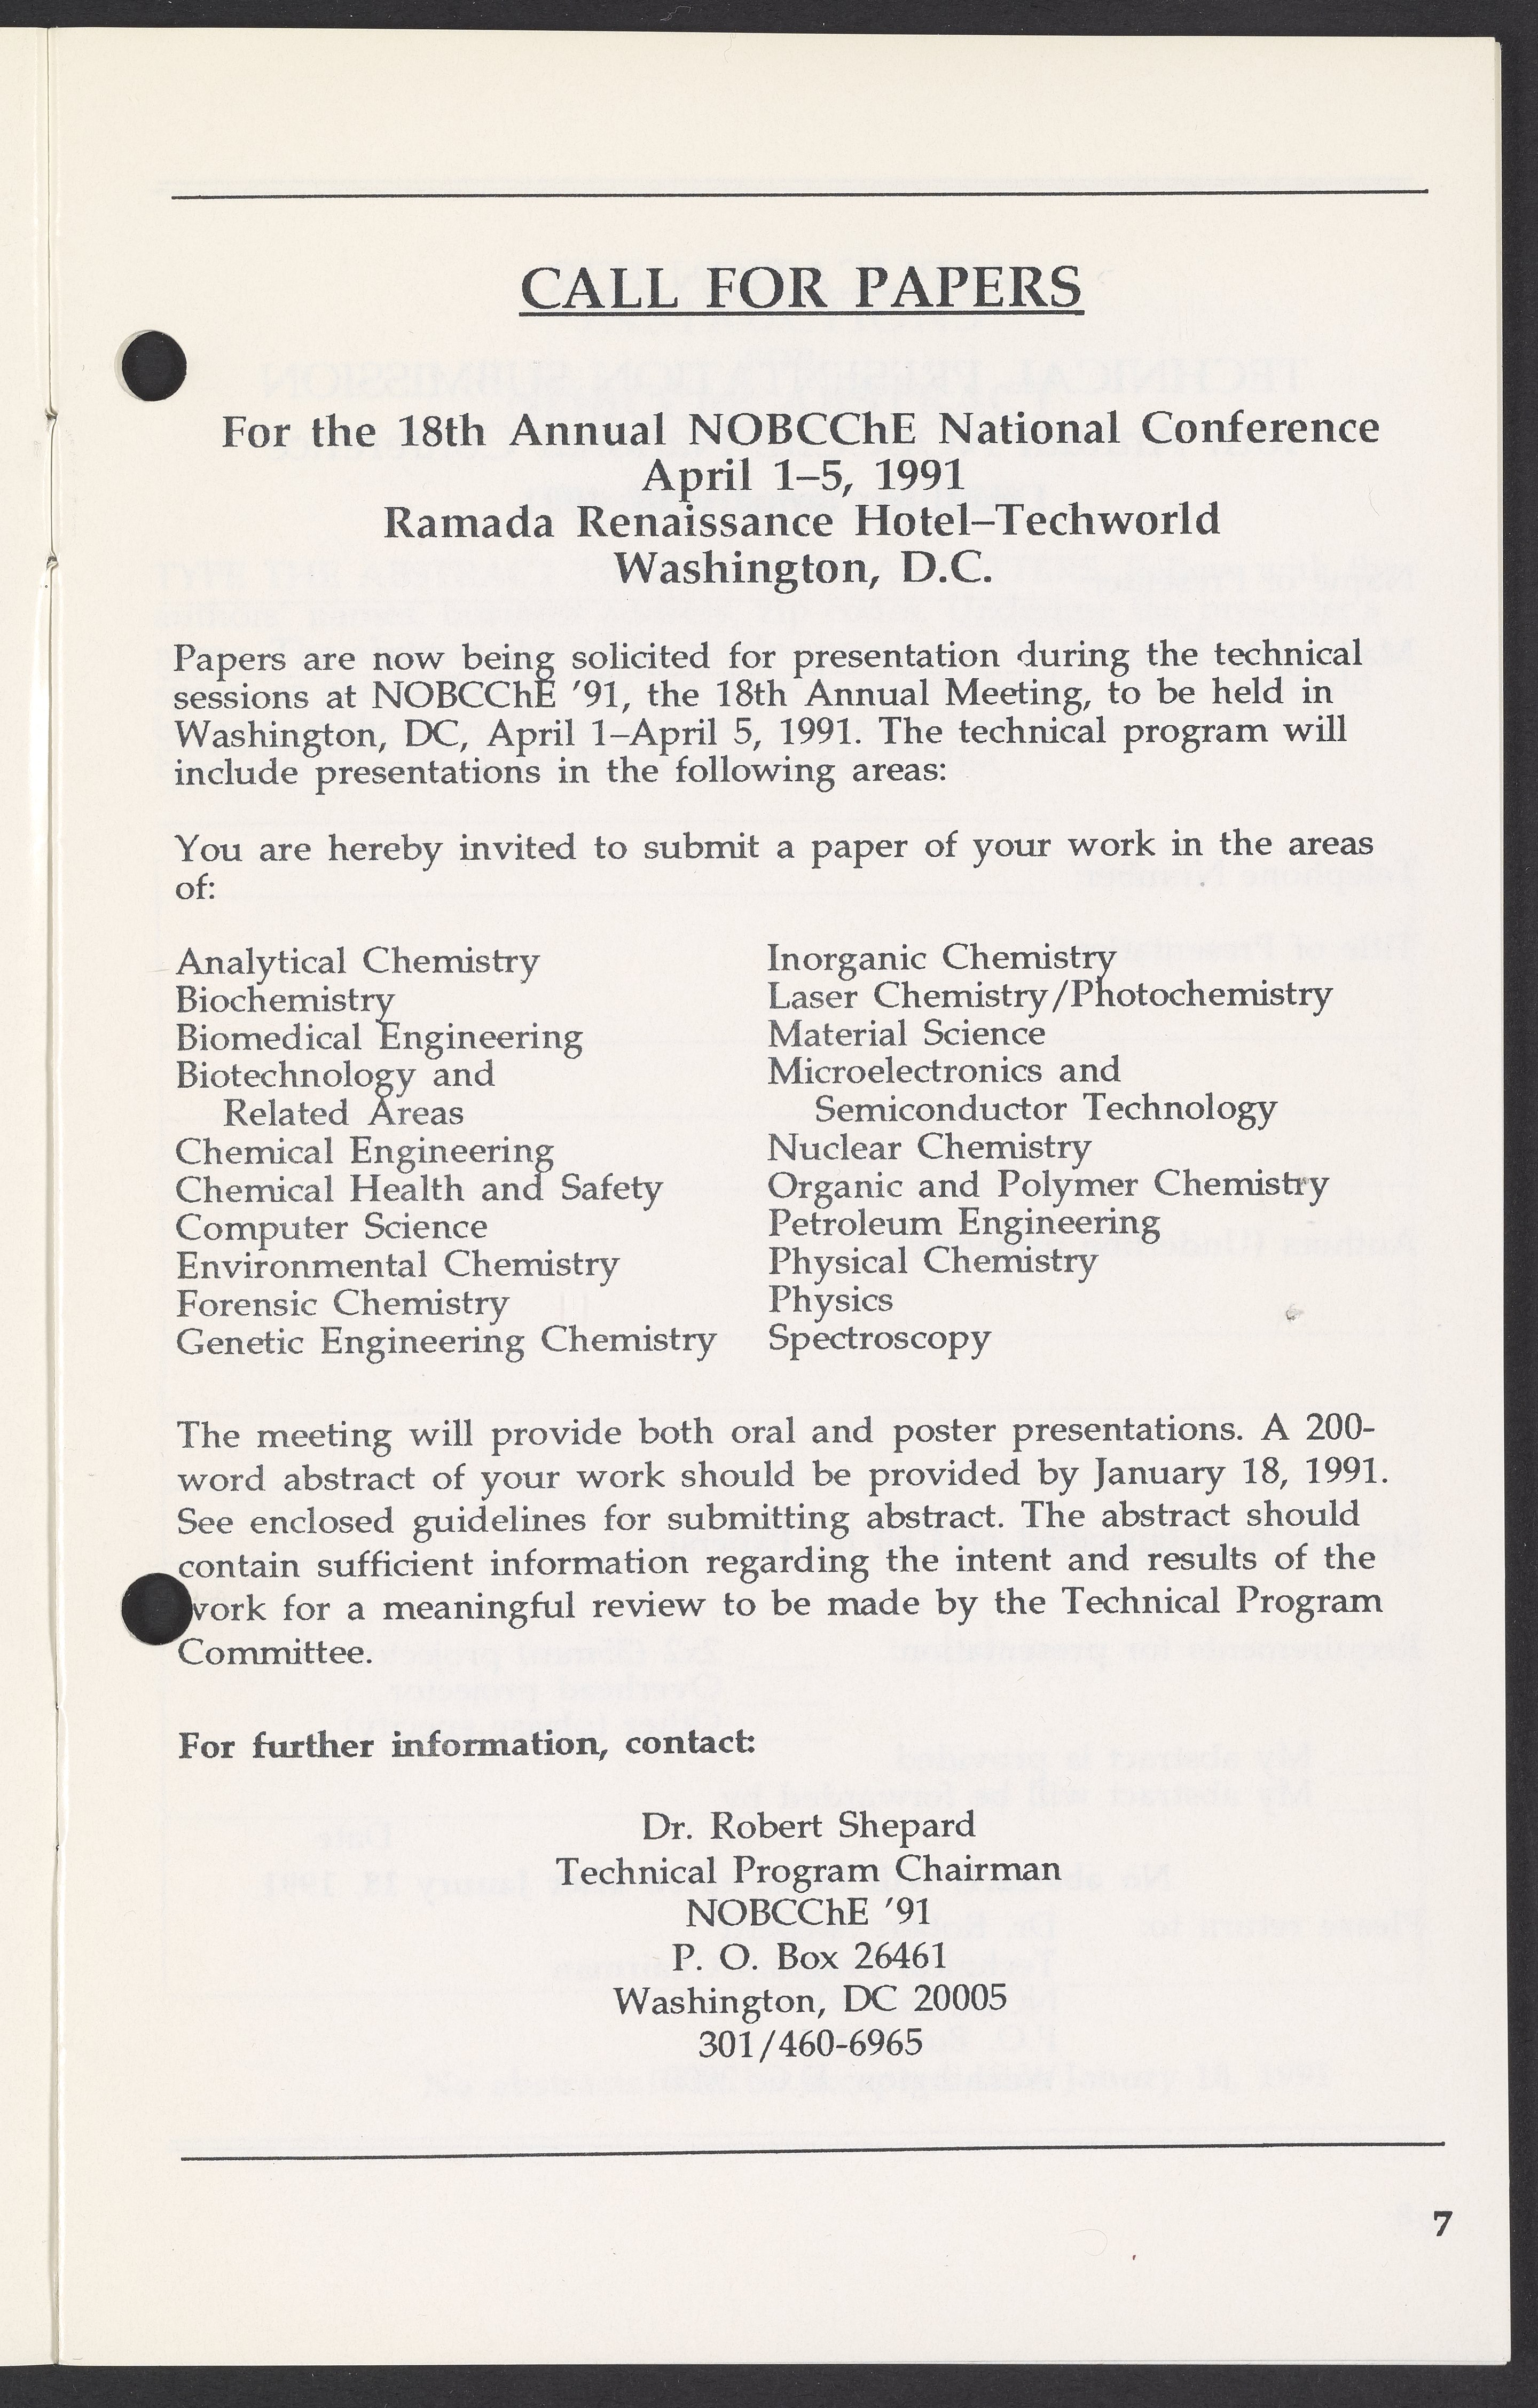 CALL FOR PAPERS
For the 18th Annual NOBCChE National Conference
April 1–5, 1991
Ramada Renaissance Hotel–Techworld
Washington, D.C.
Papers are now being solicited for presentation during the technical
sessions at NOBCChE '91, the 18th Annual Meeting, to be held in
Washington, DC, April 1–April 5, 1991. The technical program will
include presentations in the following areas:
You are hereby invited to submit a paper of your work in the areas
of:
Analytical Chemistry
Biochemistry
Biomedical Engineering
Biotechnology and
Related Areas
Chemical Engineering
Chemical Health and Safety
Computer Science
Environmental Chemistry
Forensic Chemistry
Genetic Engineering Chemistry
Inorganic Chemistry
Laser Chemistry/Photochemistry
Material Science
Microelectronics and
Semiconductor Technology
Nuclear Chemistry
Organic and Polymer Chemistry
Petroleum Engineering
Physical Chemistry
Physics
Spectroscopy
The meeting will provide both oral and poster presentations. A 200-
word abstract of your work should be provided by January 18, 1991.
See enclosed guidelines for submitting abstract. The abstract should
contain sufficient information regarding the intent and results of the
work for a meaningful review to be made by the Technical Program
Committee.
For further information, contact:
Dr. Robert Shepard
Technical Program Chairman
NOBCChE '91
P. O. Box 26461
Washington, DC 20005
301/460-6965
7